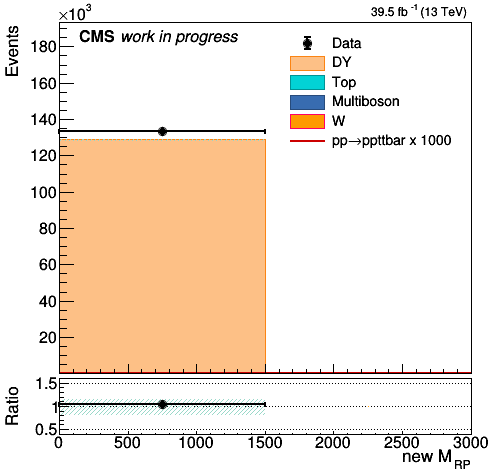 ×10³
39.5 fb⁻¹ (13 TeV)
CMS work in progress
Events
180
160
140
120
100
80
60
40
20
Data
DY
Top
Multiboson
W
pp→ppttbar x 1000
Ratio
1.5
1
0.5
0 500 1000 1500 2000 2500 3000
new M_RP